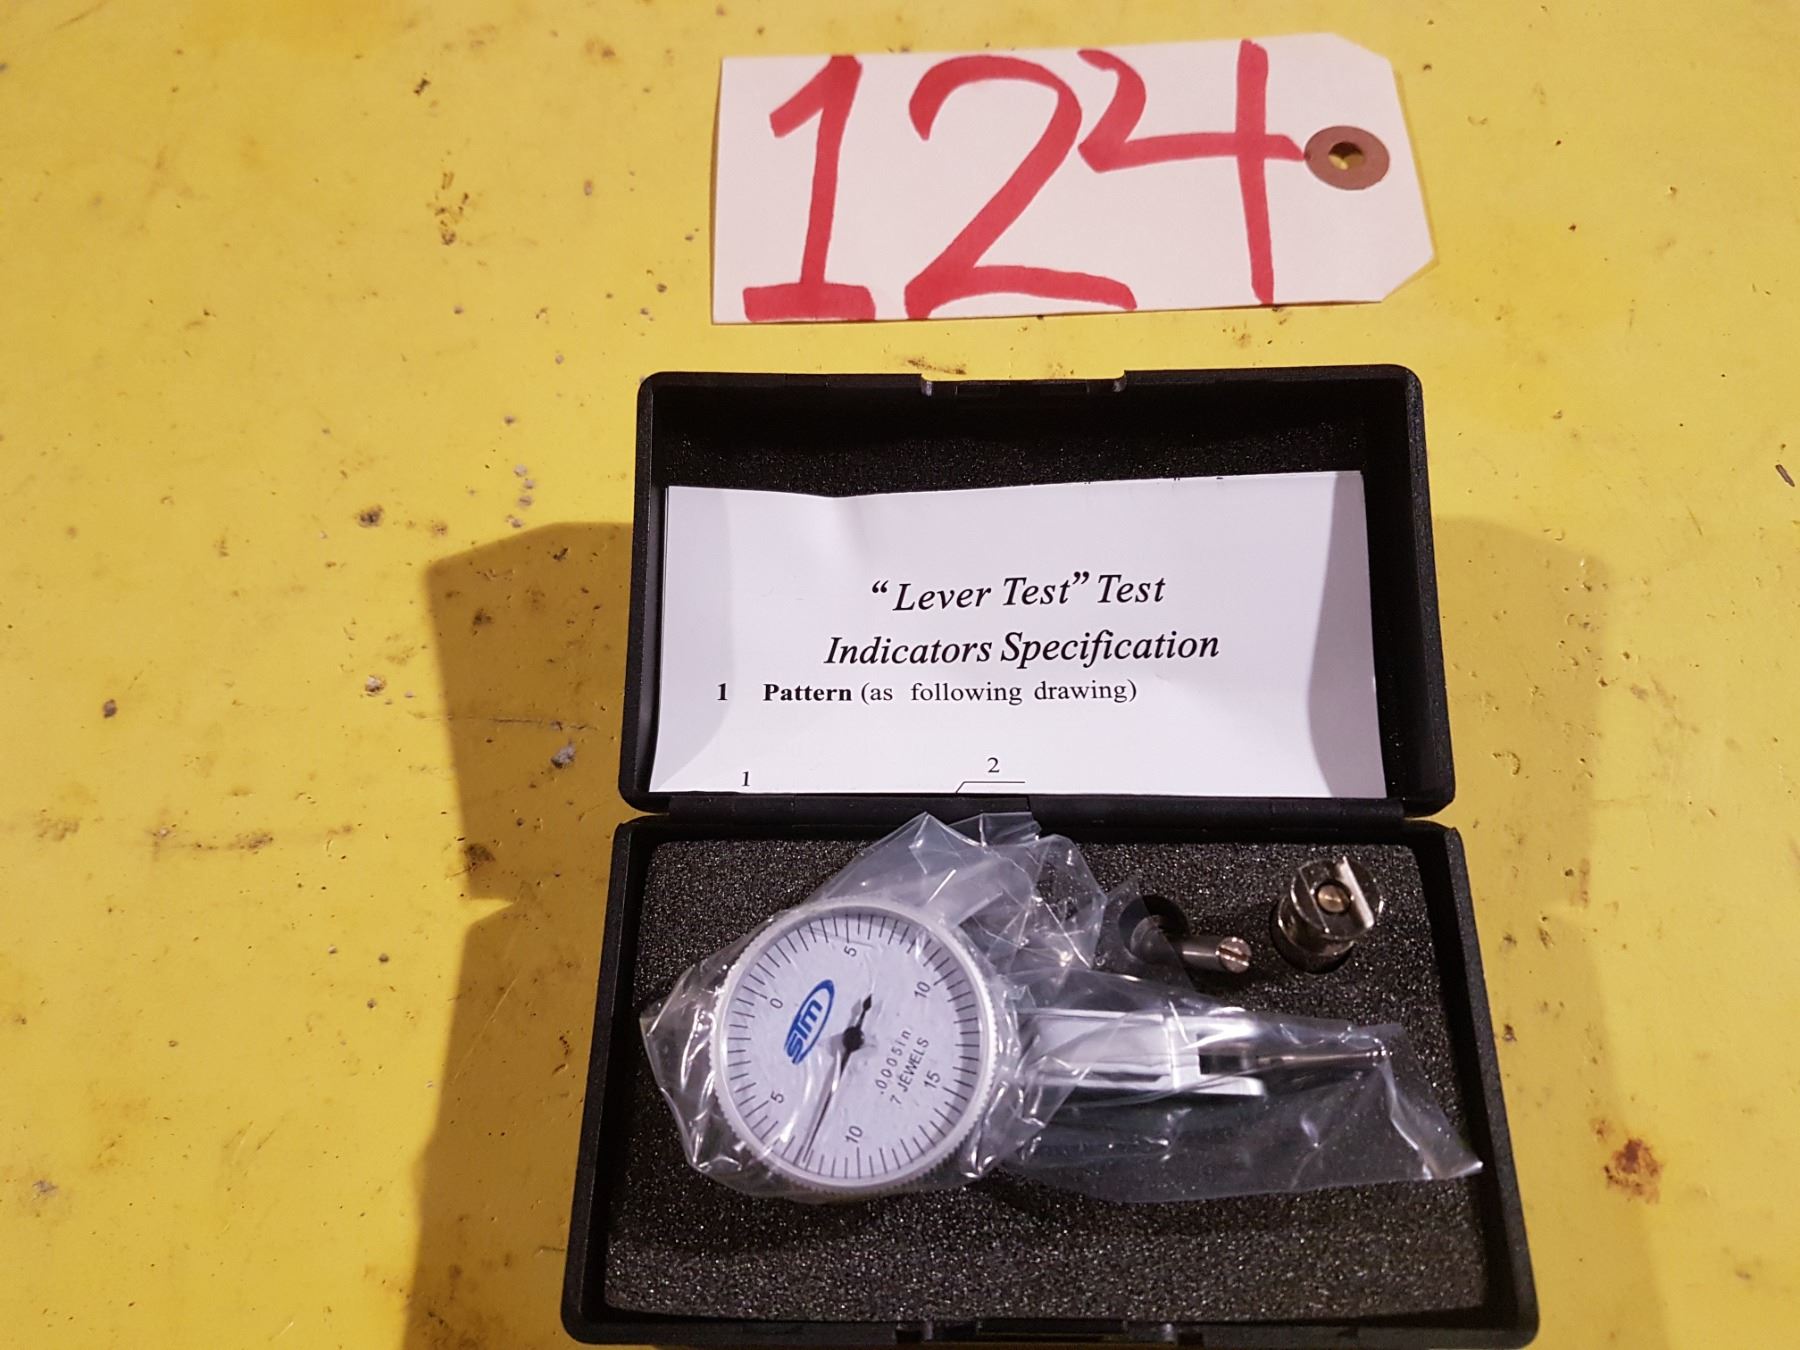 124
“Lever Test” Test
Indicators Specification
1 Pattern (as following drawing)
1 2
0 5 10 15 10 5
STM
.0005in
7 JEWELS